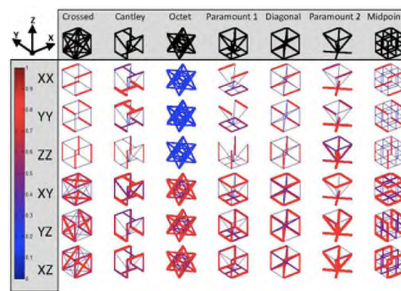 Z
Y X
Crossed Cantley Octet Paramount 1 Diagonal Paramount 2 Midpoint
XX
YY
ZZ
XY
YZ
XZ
1
0.9
0.8
0.7
0.6
0.5
0.4
0.3
0.2
0.1
0